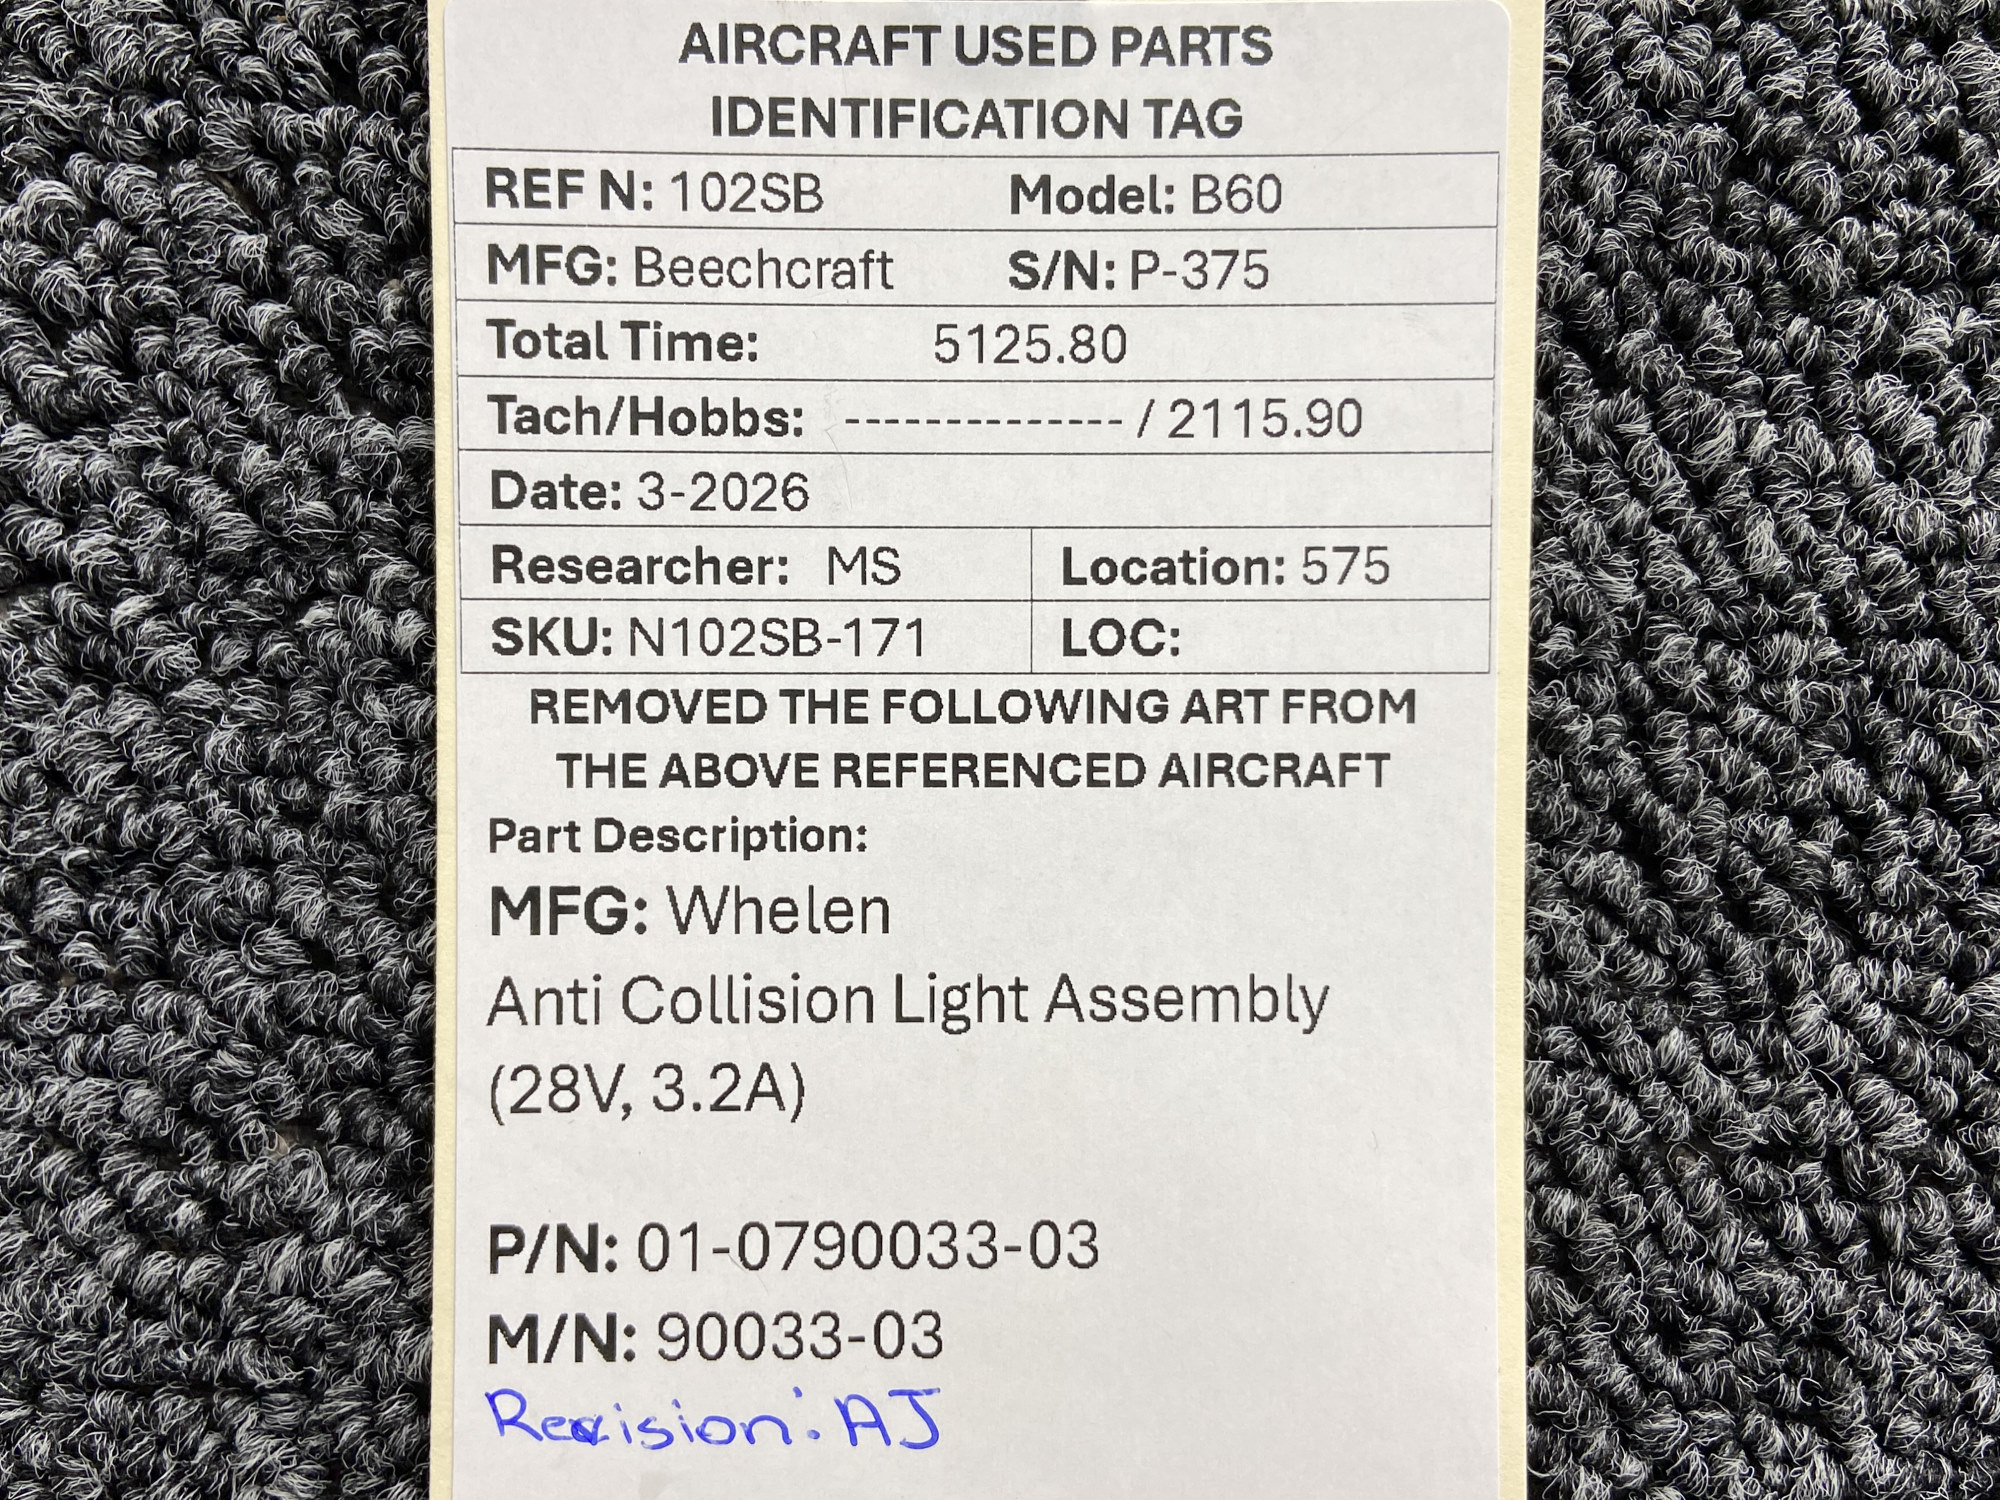 AIRCRAFT USED PARTS
IDENTIFICATION TAG
REF N: 102SB Model: B60
MFG: Beechcraft S/N: P-375
Total Time: 5125.80
Tach/Hobbs: -------------- / 2115.90
Date: 3-2026
Researcher: MS Location: 575
SKU: N102SB-171 LOC:
REMOVED THE FOLLOWING ART FROM
THE ABOVE REFERENCED AIRCRAFT
Part Description:
MFG: Whelen
Anti Collision Light Assembly
(28V, 3.2A)
P/N: 01-0790033-03
M/N: 90033-03
Revision: AJ